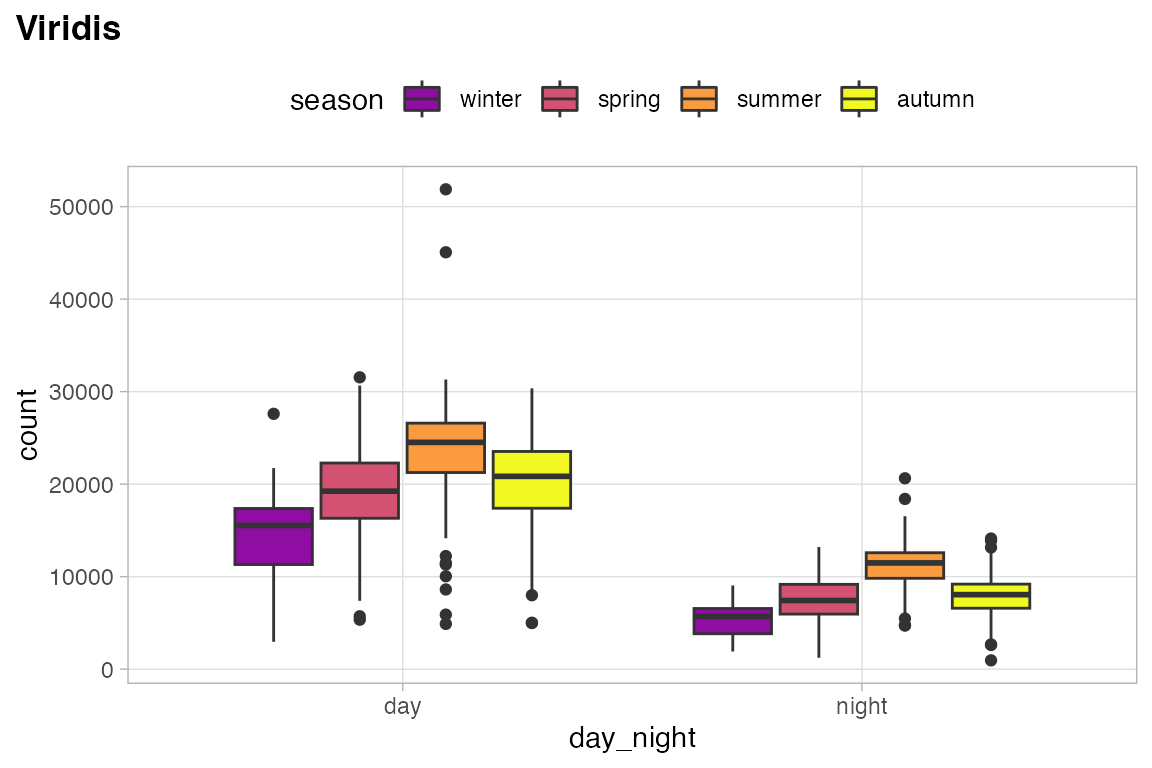 Viridis
season winter spring summer autumn
50000
40000
30000
20000
10000
0
count
day night
day_night